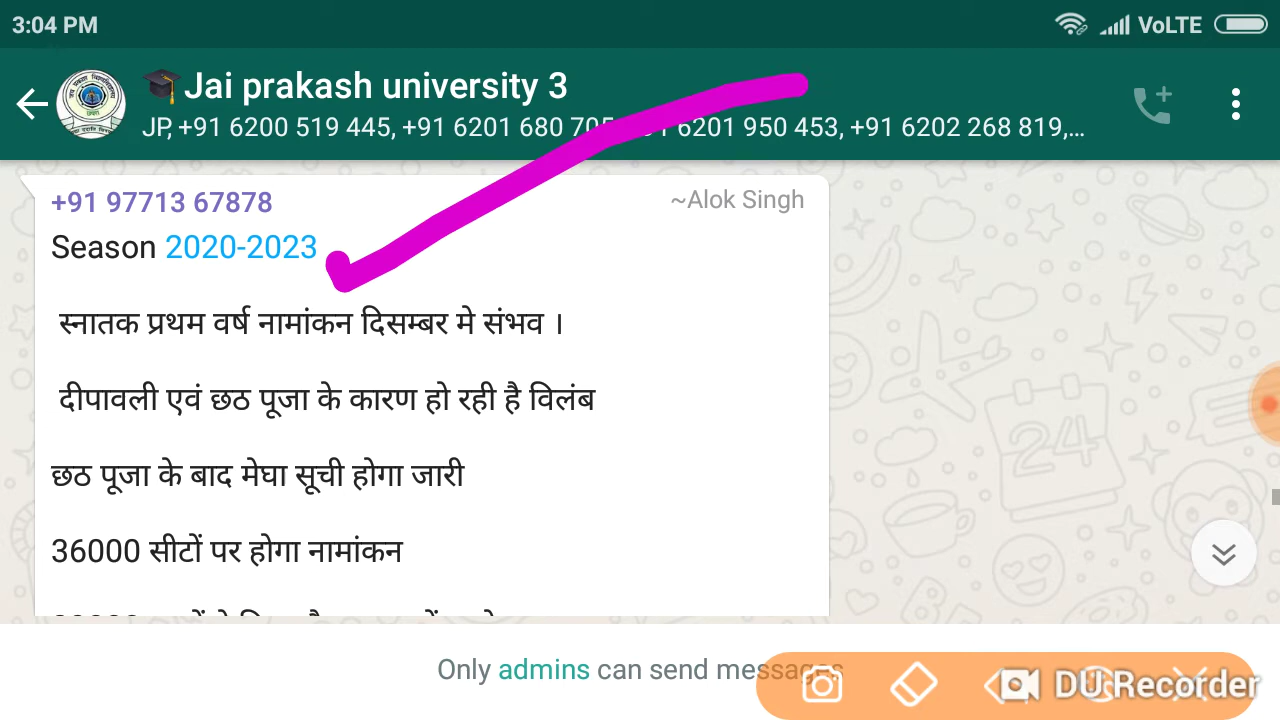 3:04 PM
VoLTE
🎓Jai prakash university 3
JP, +91 6200 519 445, +91 6201 680 705, +91 6201 950 453, +91 6202 268 819,...
+91 97713 67878
~Alok Singh
Season 2020-2023
स्नातक प्रथम वर्ष नामांकन दिसम्बर मे संभव ।
दीपावली एवं छठ पूजा के कारण हो रही है विलंब
छठ पूजा के बाद मेघा सूची होगा जारी
36000 सीटों पर होगा नामांकन
Only admins can send messages
DU Recorder